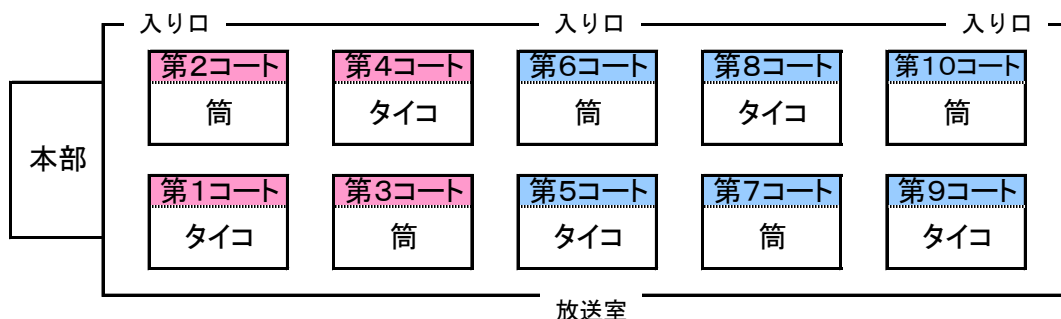 入り口 入り口 入り口
第2コート 第4コート 第6コート 第8コート 第10コート
筒 タイコ 筒 タイコ 筒
本部
第1コート 第3コート 第5コート 第7コート 第9コート
タイコ 筒 タイコ 筒 タイコ
放送室